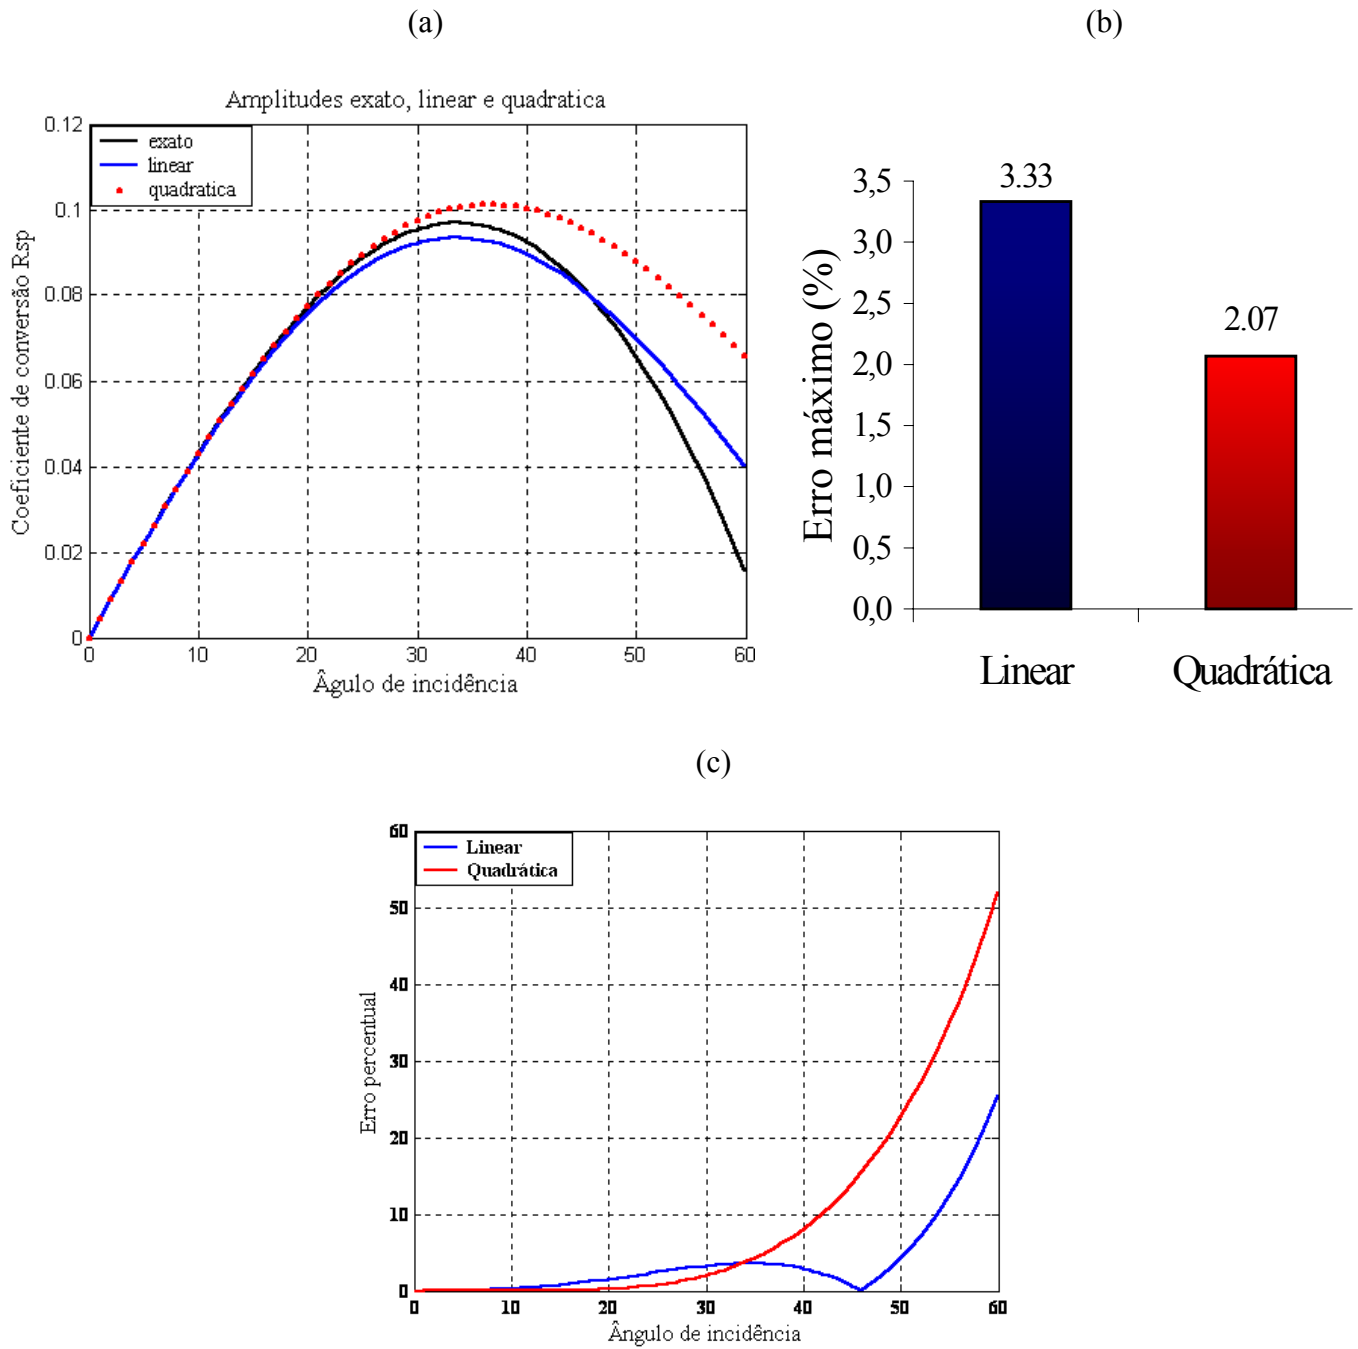 (a)
Amplitudes exato, linear e quadratica
exato
linear
quadratica
0.12
0.1
0.08
0.06
0.04
0.02
0
Coeficiente de conversão Rsp
0 10 20 30 40 50 60
Âgulo de incidência
(b)
Erro máximo (%)
3,5
3,0
2,5
2,0
1,5
1,0
0,5
0,0
3.33
2.07
Linear Quadrática
(c)
Linear
Quadrática
60
50
40
30
20
10
0
Erro percentual
0 10 20 30 40 50 60
Ângulo de incidência